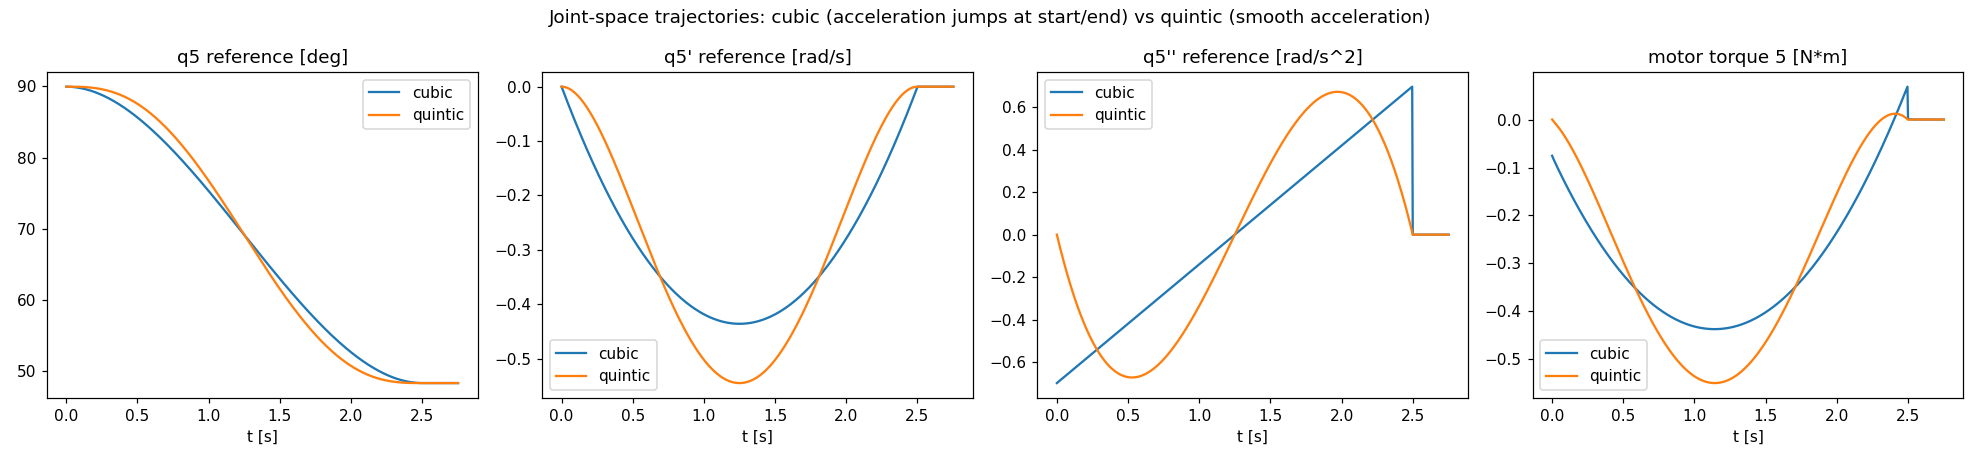 Joint-space trajectories: cubic (acceleration jumps at start/end) vs quintic (smooth acceleration)
q5 reference [deg]
90
80
70
60
50
0.0 0.5 1.0 1.5 2.0 2.5
t [s]
cubic
quintic
q5' reference [rad/s]
0.0
−0.1
−0.2
−0.3
−0.4
−0.5
0.0 0.5 1.0 1.5 2.0 2.5
t [s]
cubic
quintic
q5'' reference [rad/s^2]
0.6
0.4
0.2
0.0
−0.2
−0.4
−0.6
0.0 0.5 1.0 1.5 2.0 2.5
t [s]
cubic
quintic
motor torque 5 [N*m]
0.0
−0.1
−0.2
−0.3
−0.4
−0.5
0.0 0.5 1.0 1.5 2.0 2.5
t [s]
cubic
quintic